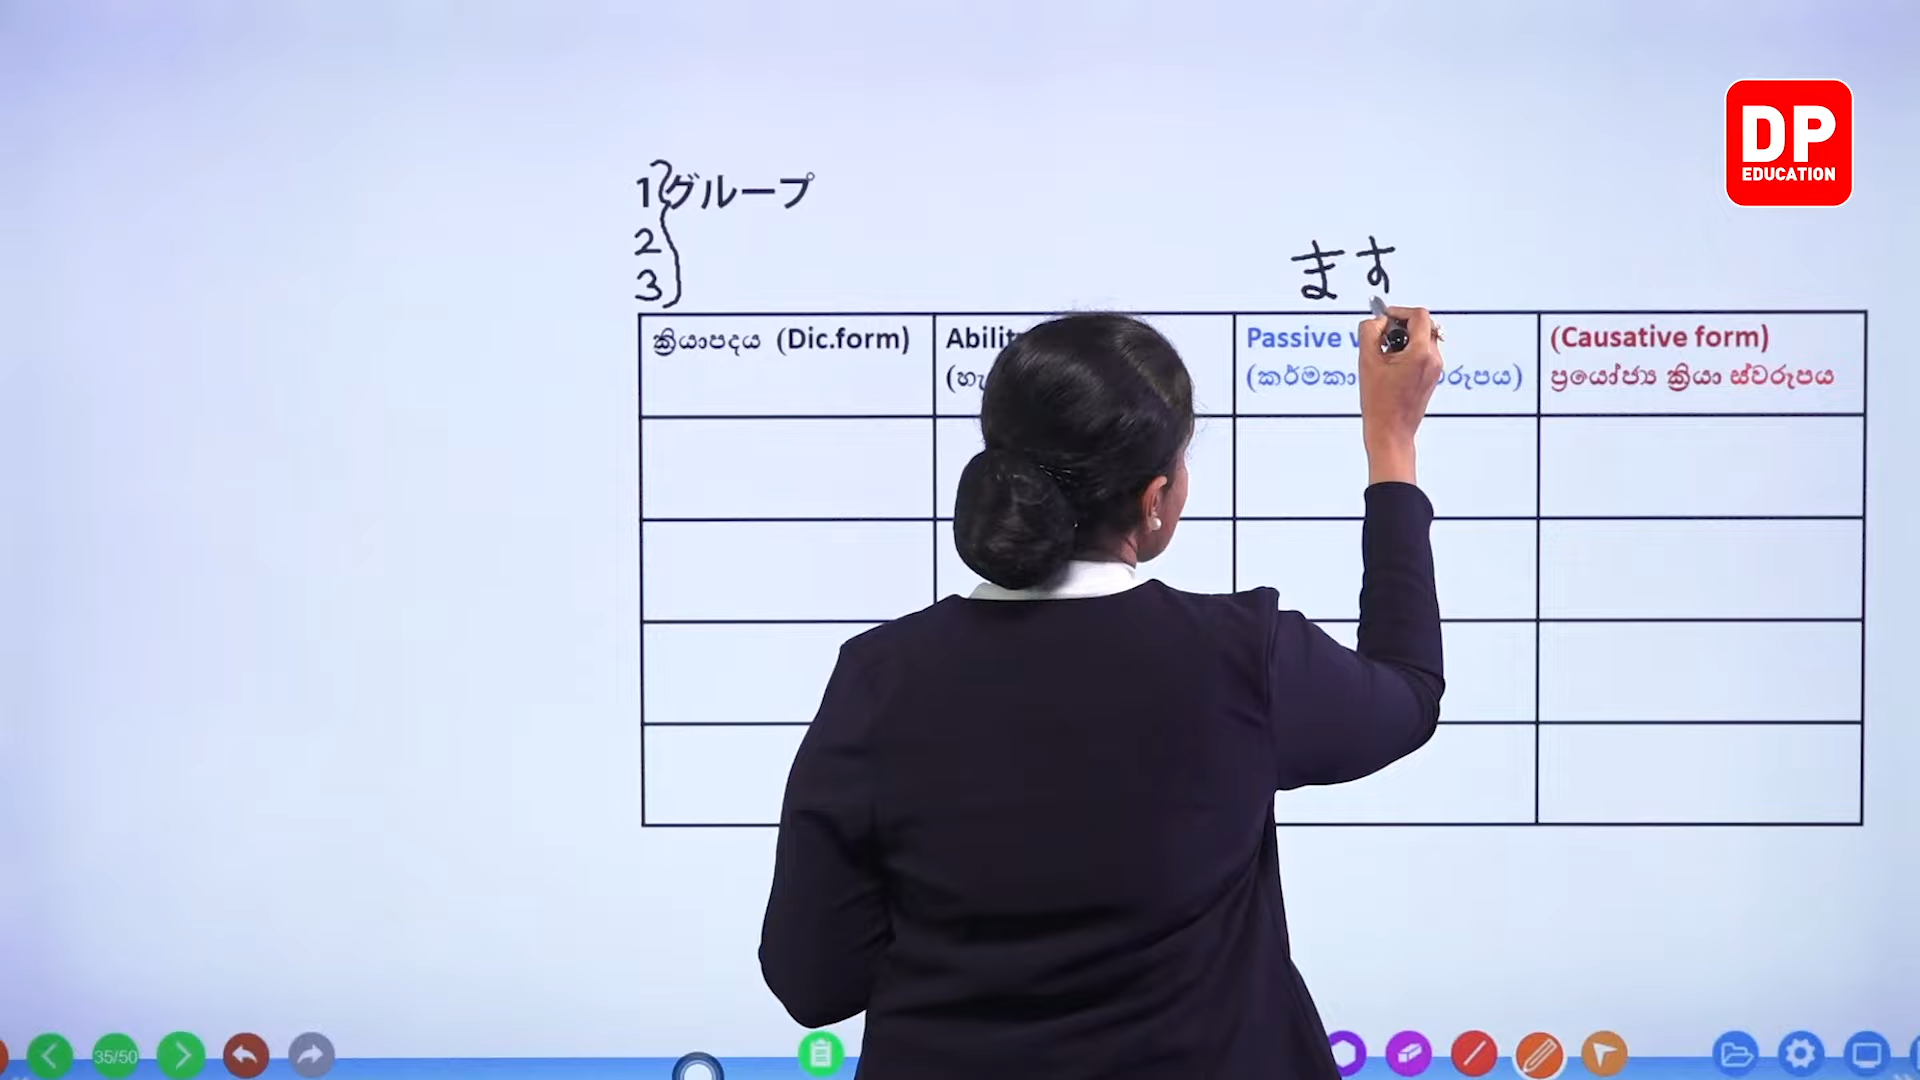 DP
EDUCATION
1グループ
2
3
ます
ක්‍රියාපදය (Dic.form)
(කර්මකා
Passive
රූපය)
(Causative form)
ප්‍රයෝජ්‍ය ක්‍රියා ස්වරූපය
35/50